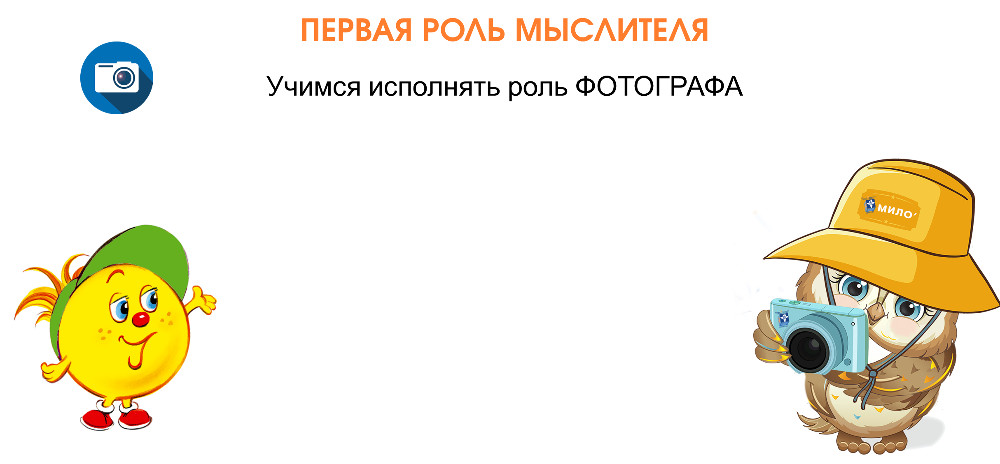 ПЕРВАЯ РОЛЬ МЫСЛИТЕЛЯ
Учимся исполнять роль ФОТОГРАФА
МИЛО'